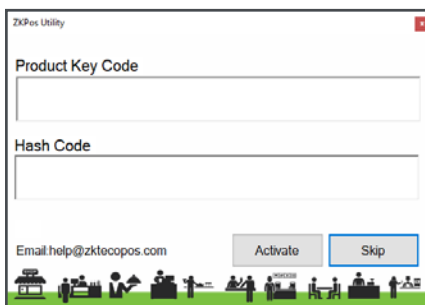 ZKPos Utility
Product Key Code
Hash Code
Email:help@zktecopos.com
Activate
Skip